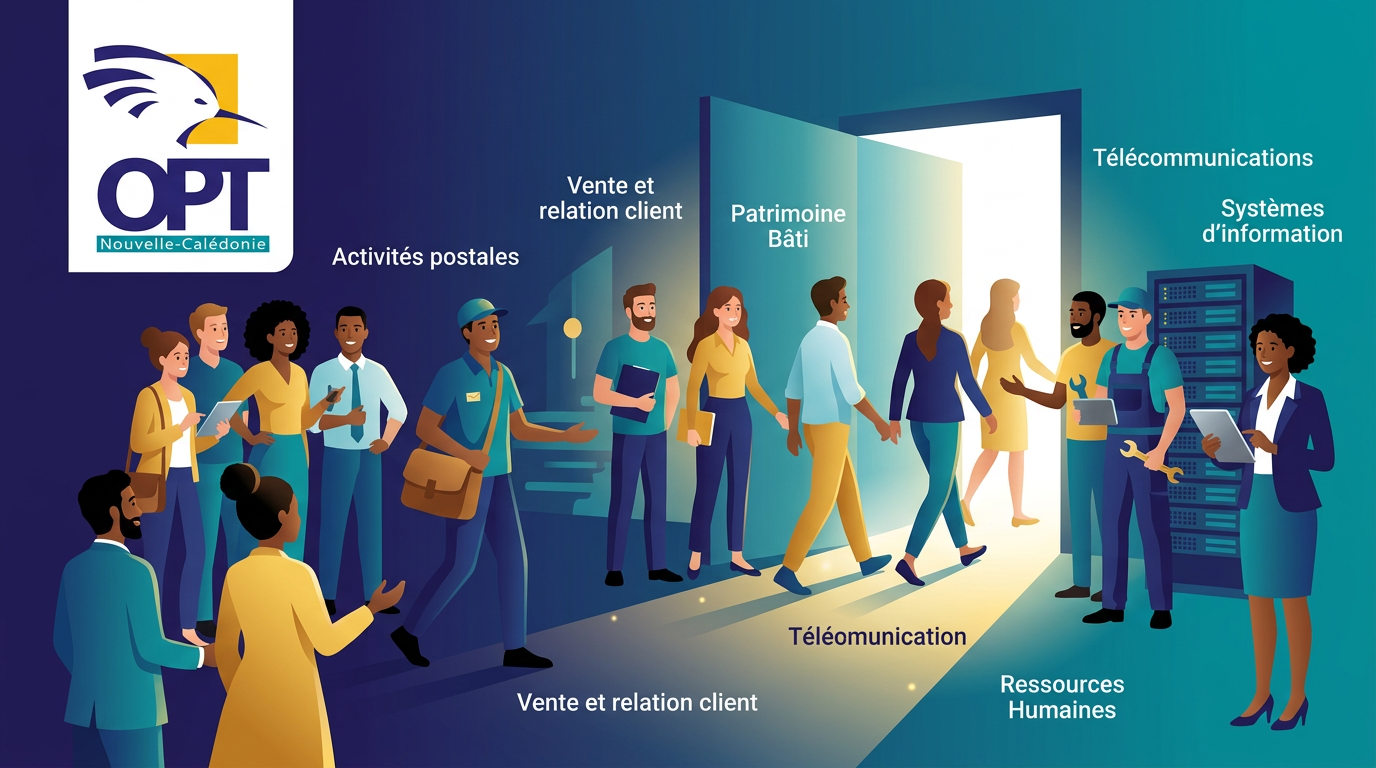 OPT
Nouvelle-Calédonie
Activités postales
Vente et
relation client
Patrimoine
Bâti
Télécommunications
Systèmes
d'information
Téléomunication
Vente et relation client
Ressources
Humaines